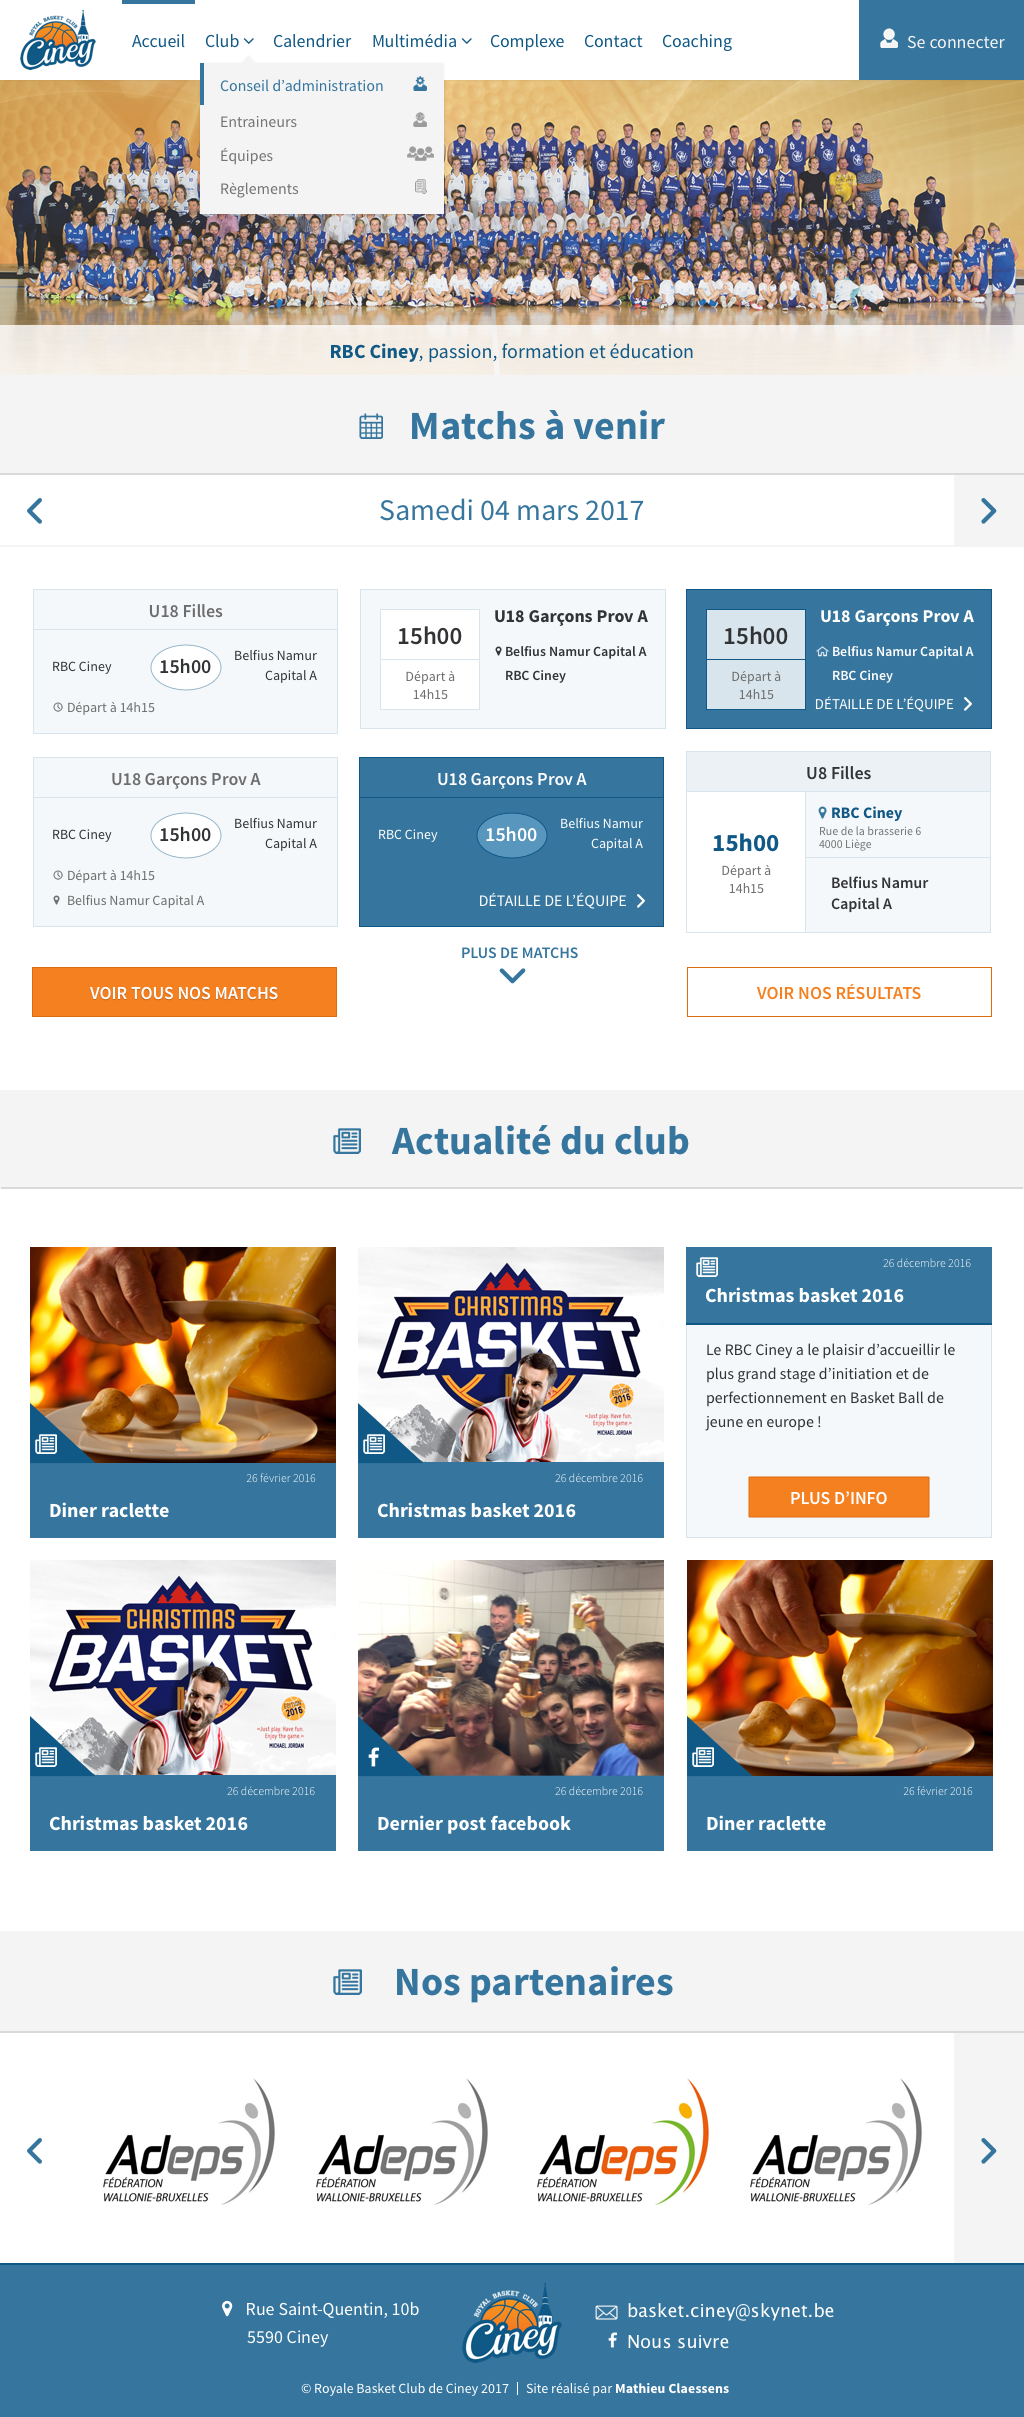 ROYAL BASKET CLUB
Ciney
Accueil
Club
Calendrier
Multimédia
Complexe
Contact
Coaching
Se connecter
Conseil d’administration
Entraineurs
Équipes
Règlements
RBC Ciney, passion, formation et éducation
Matchs à venir
Samedi 04 mars 2017
U18 Filles
RBC Ciney
15h00
Belfius Namur
Capital A
Départ à 14h15
15h00
Départ à
14h15
U18 Garçons Prov A
Belfius Namur Capital A
RBC Ciney
15h00
Départ à
14h15
U18 Garçons Prov A
Belfius Namur Capital A
RBC Ciney
DÉTAILLE DE L’ÉQUIPE
U18 Garçons Prov A
RBC Ciney
15h00
Belfius Namur
Capital A
Départ à 14h15
Belfius Namur Capital A
U18 Garçons Prov A
RBC Ciney
15h00
Belfius Namur
Capital A
DÉTAILLE DE L’ÉQUIPE
U8 Filles
15h00
Départ à
14h15
RBC Ciney
Rue de la brasserie 6
4000 Liège
Belfius Namur
Capital A
PLUS DE MATCHS
VOIR TOUS NOS MATCHS
VOIR NOS RÉSULTATS
Actualité du club
26 février 2016
Diner raclette
CHRISTMAS
BASKET
EDITION
2016
«Just play. Have fun.
Enjoy the game.»
MICHAEL JORDAN
26 décembre 2016
Christmas basket 2016
26 décembre 2016
Christmas basket 2016
Le RBC Ciney a le plaisir d’accueillir le
plus grand stage d’initiation et de
perfectionnement en Basket Ball de
jeune en europe !
PLUS D’INFO
CHRISTMAS
BASKET
EDITION
2016
«Just play. Have fun.
Enjoy the game.»
MICHAEL JORDAN
26 décembre 2016
Christmas basket 2016
26 décembre 2016
Dernier post facebook
26 février 2016
Diner raclette
Nos partenaires
Adeps
FÉDÉRATION
WALLONIE-BRUXELLES
Adeps
FÉDÉRATION
WALLONIE-BRUXELLES
Adeps
FÉDÉRATION
WALLONIE-BRUXELLES
Adeps
FÉDÉRATION
WALLONIE-BRUXELLES
Rue Saint-Quentin, 10b
5590 Ciney
ROYAL BASKET CLUB
Ciney
basket.ciney@skynet.be
Nous suivre
© Royale Basket Club de Ciney 2017 | Site réalisé par Mathieu Claessens